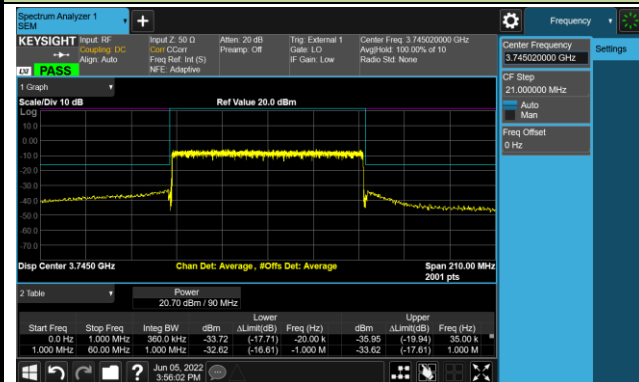 Spectrum Analyzer 1
SEM
Frequency
KEYSIGHT
Input: RF
Coupling: DC
Align: Auto
Input Z: 50 Ω
Corr CCorr
Freq Ref: Int (S)
NFE: Adaptive
Atten: 20 dB
Preamp: Off
Trig: External 1
Gate: LO
IF Gain: Low
Center Freq: 3.745020000 GHz
Avg|Hold: 100.00% of 10
Radio Std: None
LXI PASS
Center Frequency
3.745020000 GHz
Settings
CF Step
21.000000 MHz
Auto
Man
Freq Offset
0 Hz
1 Graph
Scale/Div 10 dB
Ref Value 20.0 dBm
Log
10.0
0.00
-10.0
-20.0
-30.0
-40.0
-50.0
-60.0
-70.0
Disp Center 3.7450 GHz
Chan Det: Average, #Offs Det: Average
Span 210.00 MHz
2001 pts
2 Table
Power
20.70 dBm / 90 MHz
Lower Upper
Start Freq Stop Freq Integ BW dBm ΔLimit(dB) Freq (Hz) dBm ΔLimit(dB) Freq (Hz)
0.0 Hz 1.000 MHz 360.0 kHz -33.72 (-17.71) -20.00 k -35.95 (-19.94) 35.00 k
1.000 MHz 60.00 MHz 1.000 MHz -32.62 (-16.61) -1.000 M -33.62 (-17.61) 1.000 M
Jun 05, 2022
3:56:02 PM